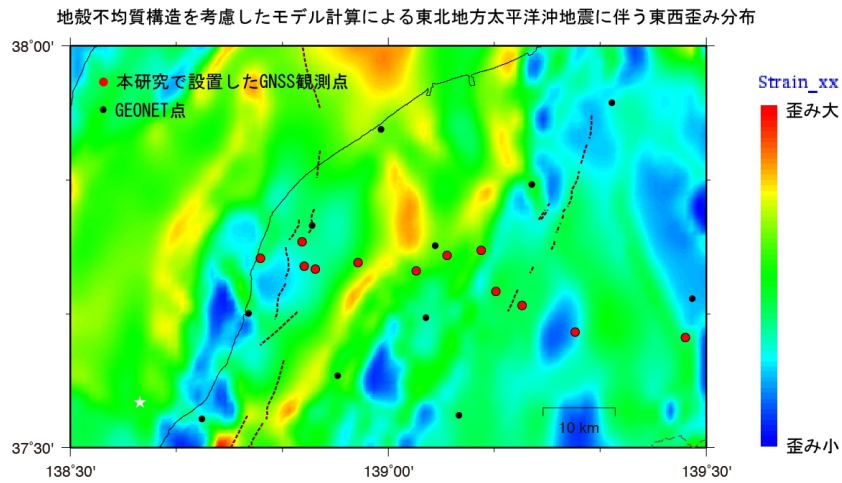 地殻不均質構造を考慮したモデル計算による東北地方太平洋沖地震に伴う東西歪み分布
38°00'
本研究で設置したGNSS観測点
GEONET点
Strain_xx
歪み大
歪み小
10 km
37°30'
138°30'
139°00'
139°30'